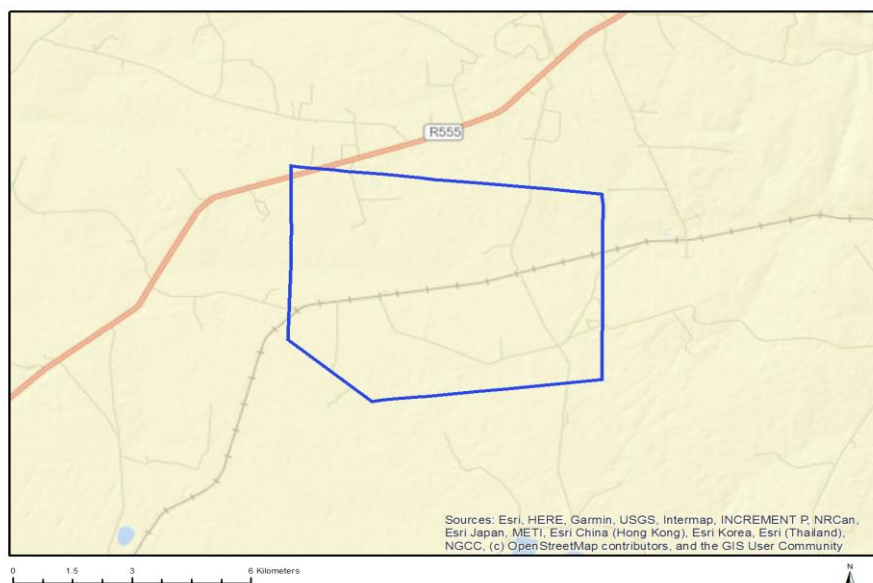 R555
Sources: Esri, HERE, Garmin, USGS, Intermap, INCREMENT P, NRCan,
Esri Japan, METI, Esri China (Hong Kong), Esri Korea, Esri (Thailand),
NGCC, (c) OpenStreetMap contributors, and the GIS User Community
0 1.5 3 6 Kilometers
N